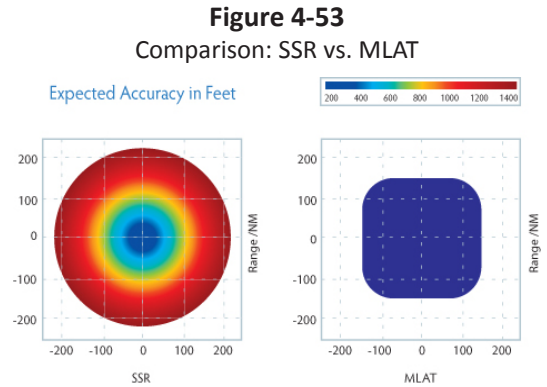 Figure 4-53
Comparison: SSR vs. MLAT
Expected Accuracy in Feet
200 400 600 800 1000 1200 1400
200
100
0
-100
-200
-200 -100 0 100 200
SSR
Range /NM
200
100
0
-100
-200
-200 -100 0 100 200
MLAT
Range /NM